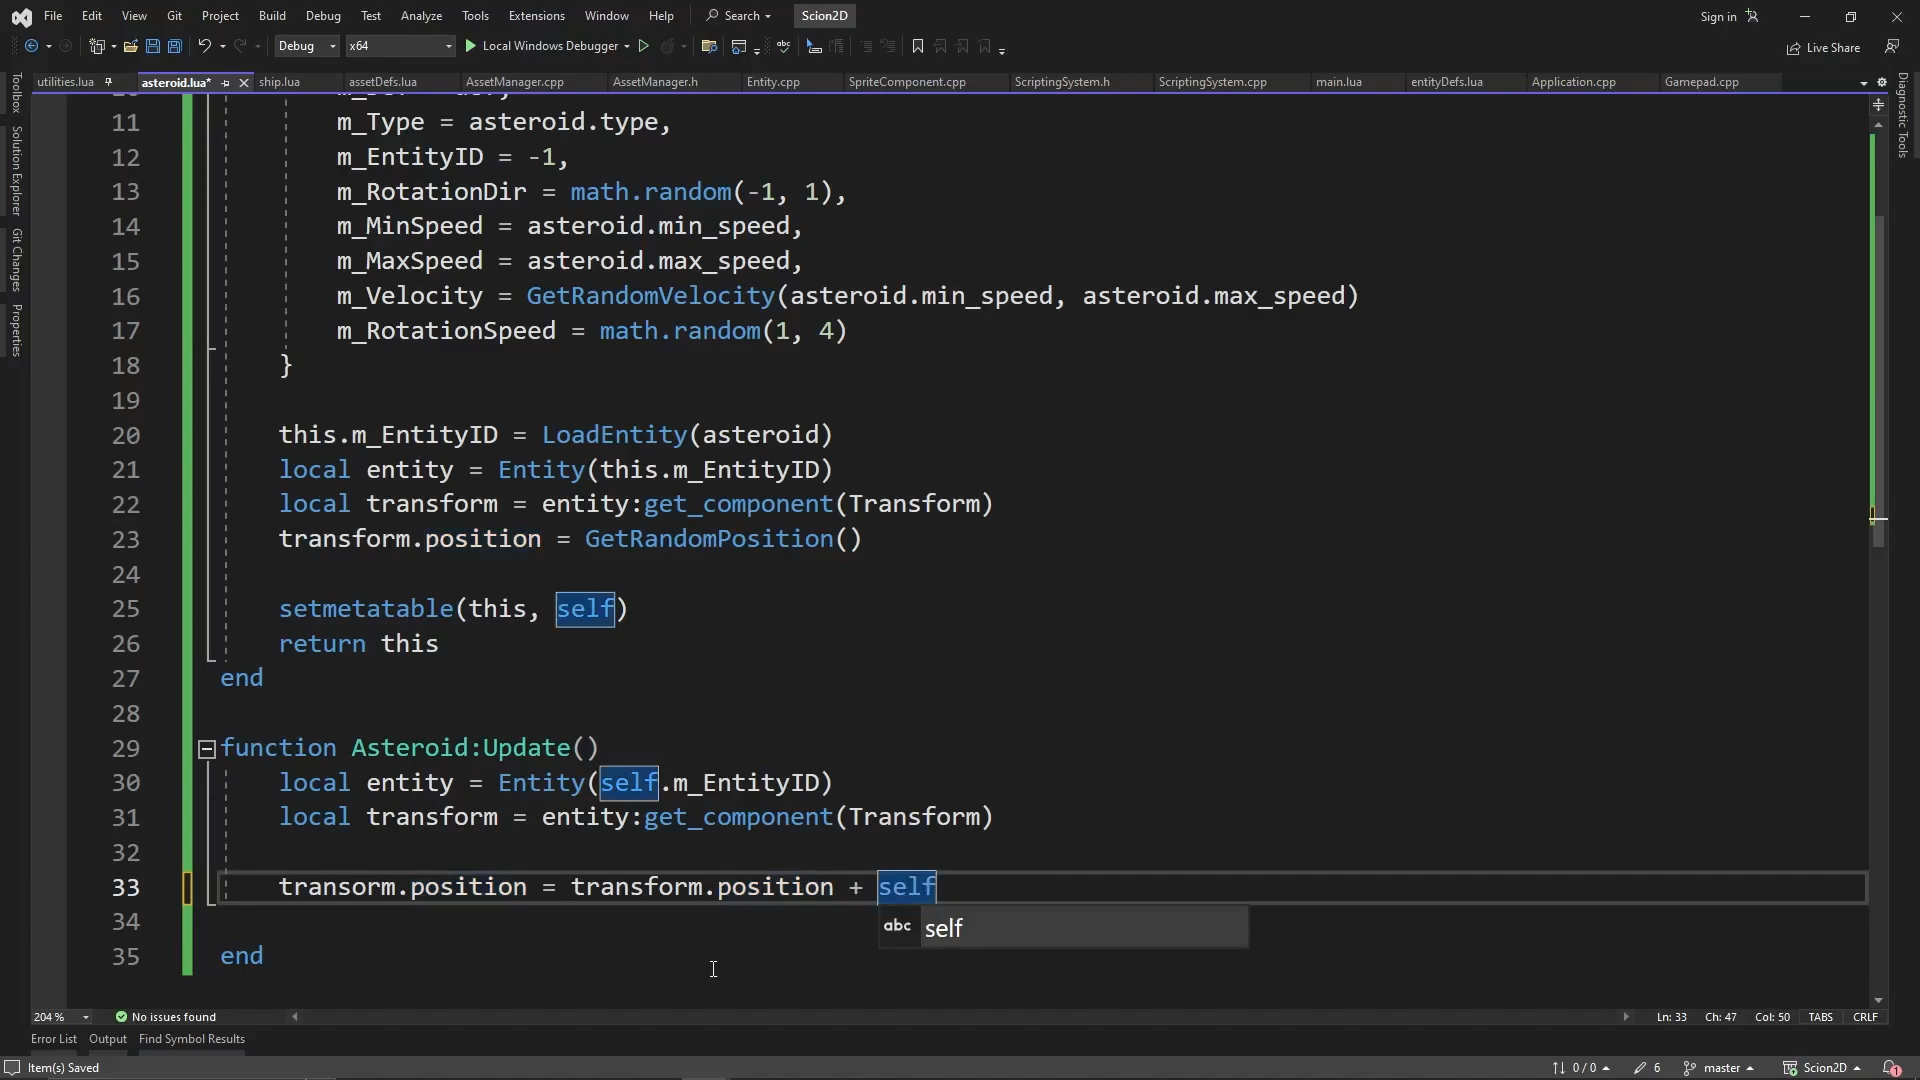 File Edit View Git Project Build Debug Test Analyze Tools Extensions Window Help Search Scion2D Sign in
Debug x64 Local Windows Debugger Live Share
utilities.lua asteroid.lua* ship.lua assetDefs.lua AssetManager.cpp AssetManager.h Entity.cpp SpriteComponent.cpp ScriptingSystem.h ScriptingSystem.cpp main.lua entityDefs.lua Application.cpp Gamepad.cpp
Toolbox
Solution Explorer
Git Changes
Properties
Diagnostic Tools
11 m_Type = asteroid.type,
12 m_EntityID = -1,
13 m_RotationDir = math.random(-1, 1),
14 m_MinSpeed = asteroid.min_speed,
15 m_MaxSpeed = asteroid.max_speed,
16 m_Velocity = GetRandomVelocity(asteroid.min_speed, asteroid.max_speed)
17 m_RotationSpeed = math.random(1, 4)
18 }
19
20 this.m_EntityID = LoadEntity(asteroid)
21 local entity = Entity(this.m_EntityID)
22 local transform = entity:get_component(Transform)
23 transform.position = GetRandomPosition()
24
25 setmetatable(this, self)
26 return this
27 end
28
29 function Asteroid:Update()
30 local entity = Entity(self.m_EntityID)
31 local transform = entity:get_component(Transform)
32
33 transorm.position = transform.position + self
abc self
34
35 end
204 % No issues found Ln: 33 Ch: 47 Col: 50 TABS CRLF
Error List Output Find Symbol Results
Item(s) Saved 0 / 0 6 master Scion2D 1